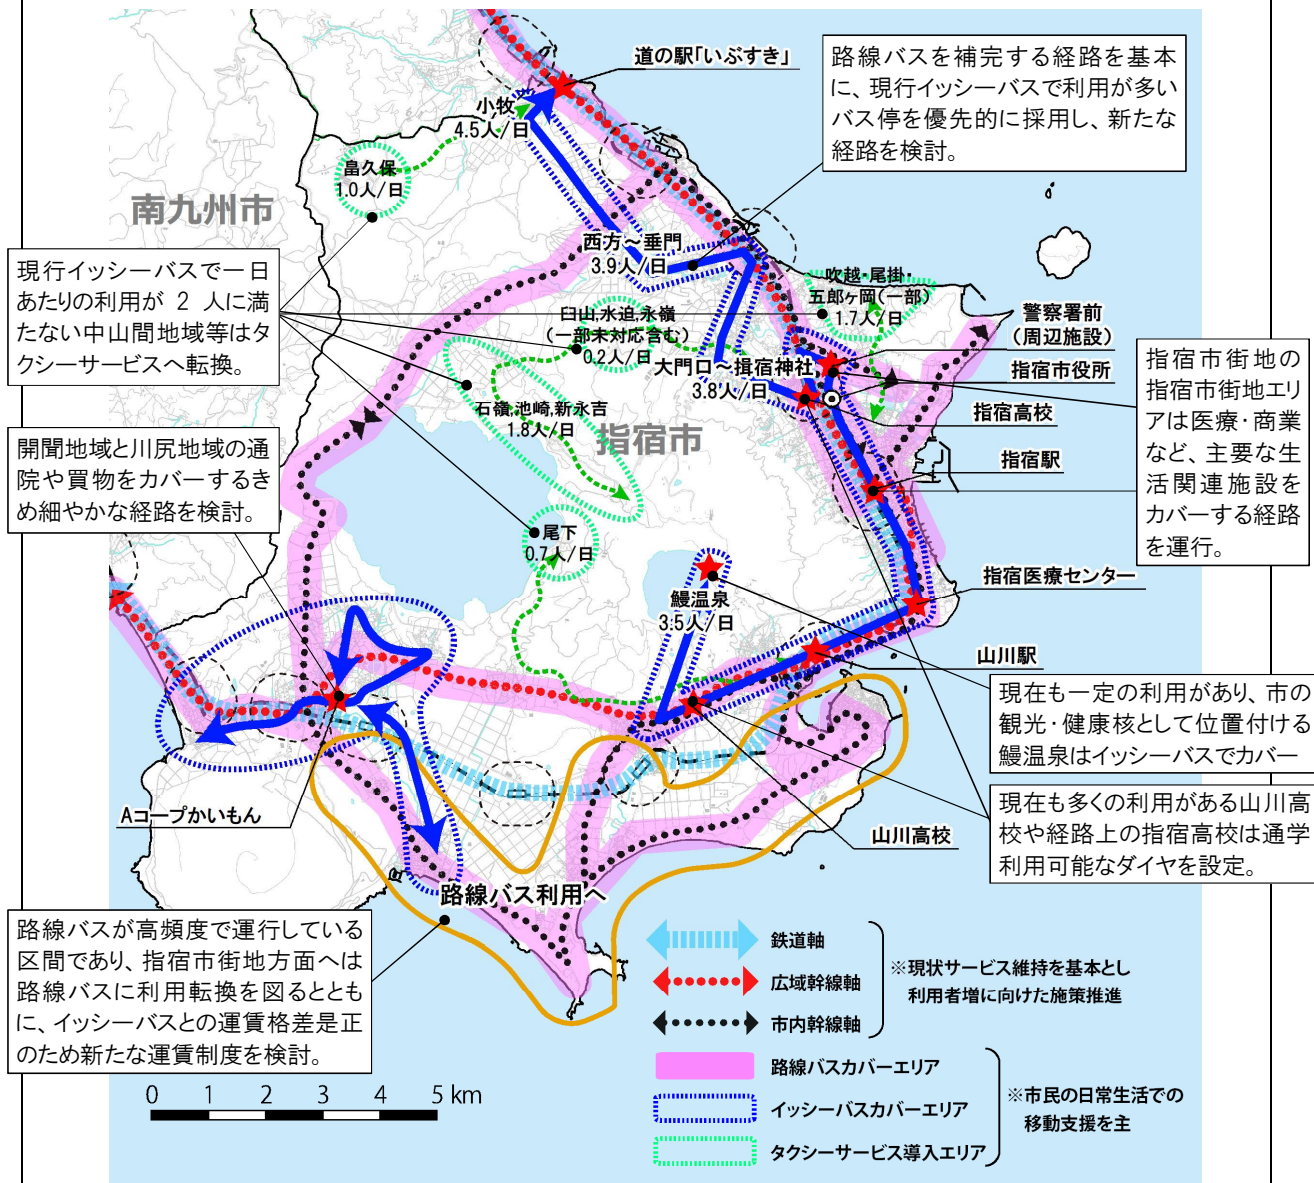 道の駅「いぶすき」
路線バスを補完する経路を基本
に、現行イッシーバスで利用が多い
バス停を優先的に採用し、新たな
経路を検討。
小牧
4.5人/日
畠久保
1.0人/日
南九州市
西方～垂門
3.9人/日
現行イッシーバスで一日
あたりの利用が 2 人に満
たない中山間地域等はタ
クシーサービスへ転換。
吹越・尾掛・
五郎ヶ岡(一部)
1.7人/日
臼山,水迫,永嶺
(一部未対応含む)
0.2人/日
警察署前
(周辺施設)
指宿市役所
大門口～揖宿神社
3.8人/日
指宿市街地の
指宿市街地エリ
アは医療・商業
など、主要な生
活関連施設を
カバーする経路
を運行。
石嶺,池崎,新永吉
1.8人/日
指宿市
指宿高校
指宿駅
開聞地域と川尻地域の通
院や買物をカバーするき
め細やかな経路を検討。
尾下
0.7人/日
指宿医療センター
鰻温泉
3.5人/日
山川駅
現在も一定の利用があり、市の
観光・健康核として位置付ける
鰻温泉はイッシーバスでカバー
現在も多くの利用がある山川高
校や経路上の指宿高校は通学
利用可能なダイヤを設定。
Aコープかいもん
山川高校
路線バス利用へ
路線バスが高頻度で運行している
区間であり、指宿市街地方面へは
路線バスに利用転換を図るととも
に、イッシーバスとの運賃格差是正
のため新たな運賃制度を検討。
鉄道軸
広域幹線軸
市内幹線軸
※現状サービス維持を基本とし
利用者増に向けた施策推進
路線バスカバーエリア
イッシーバスカバーエリア
タクシーサービス導入エリア
※市民の日常生活での
移動支援を主
0 1 2 3 4 5 km